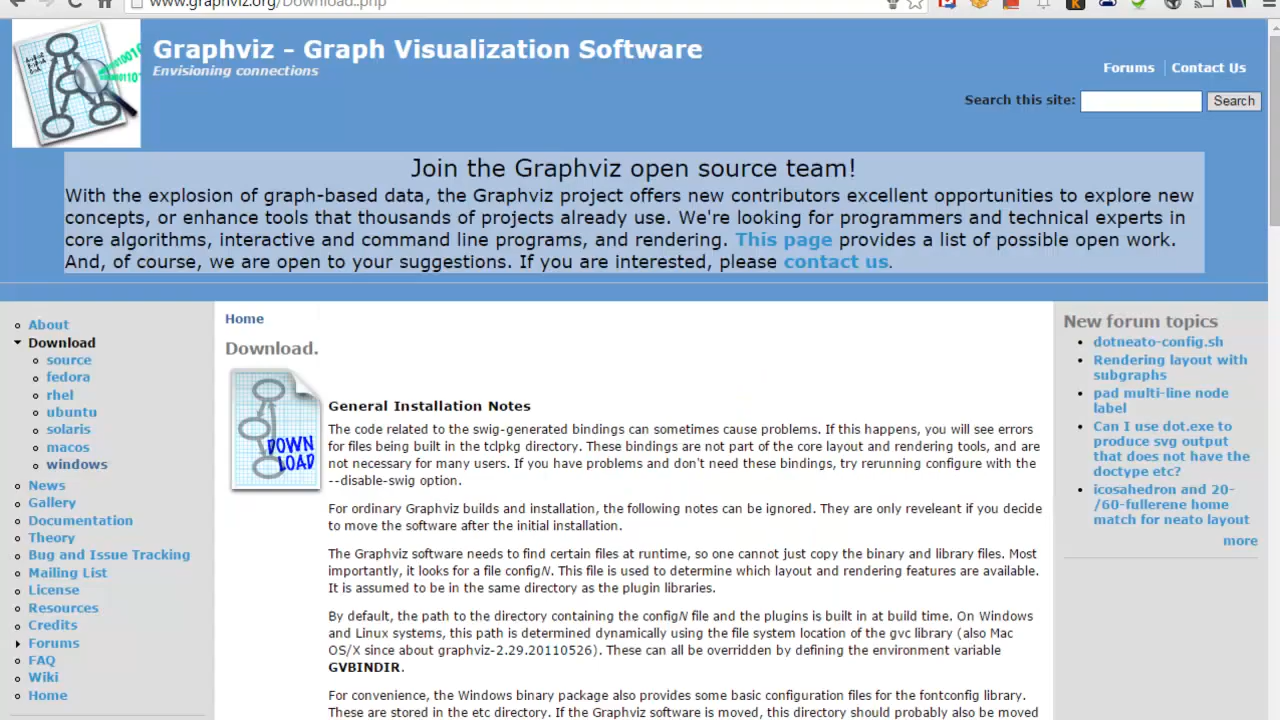 www.graphviz.org/Download..php
Graphviz - Graph Visualization Software
Envisioning connections
Forums
Contact Us
Search this site:
Search
Join the Graphviz open source team!
With the explosion of graph-based data, the Graphviz project offers new contributors excellent opportunities to explore new
concepts, or enhance tools that thousands of projects already use. We're looking for programmers and technical experts in
core algorithms, interactive and command line programs, and rendering. This page provides a list of possible open work.
And, of course, we are open to your suggestions. If you are interested, please contact us.
About
Download
source
fedora
rhel
ubuntu
solaris
macos
windows
News
Gallery
Documentation
Theory
Bug and Issue Tracking
Mailing List
License
Resources
Credits
Forums
FAQ
Wiki
Home
Home
Download.
DOWN
LOAD
General Installation Notes
The code related to the swig-generated bindings can sometimes cause problems. If this happens, you will see errors
for files being built in the tclpkg directory. These bindings are not part of the core layout and rendering tools, and are
not necessary for many users. If you have problems and don't need these bindings, try rerunning configure with the
--disable-swig option.
For ordinary Graphviz builds and installation, the following notes can be ignored. They are only reveleant if you decide
to move the software after the initial installation.
The Graphviz software needs to find certain files at runtime, so one cannot just copy the binary and library files. Most
importantly, it looks for a file configN. This file is used to determine which layout and rendering features are available.
It is assumed to be in the same directory as the plugin libraries.
By default, the path to the directory containing the configN file and the plugins is built in at build time. On Windows
and Linux systems, this path is determined dynamically using the file system location of the gvc library (also Mac
OS/X since about graphviz-2.29.20110526). These can all be overridden by defining the environment variable
GVBINDIR.
For convenience, the Windows binary package also provides some basic configuration files for the fontconfig library.
These are stored in the etc directory. If the Graphviz software is moved, this directory should probably also be moved
New forum topics
dotneato-config.sh
Rendering layout with
subgraphs
pad multi-line node
label
Can I use dot.exe to
produce svg output
that does not have the
doctype etc?
icosahedron and 20-
/60-fullerene home
match for neato layout
more